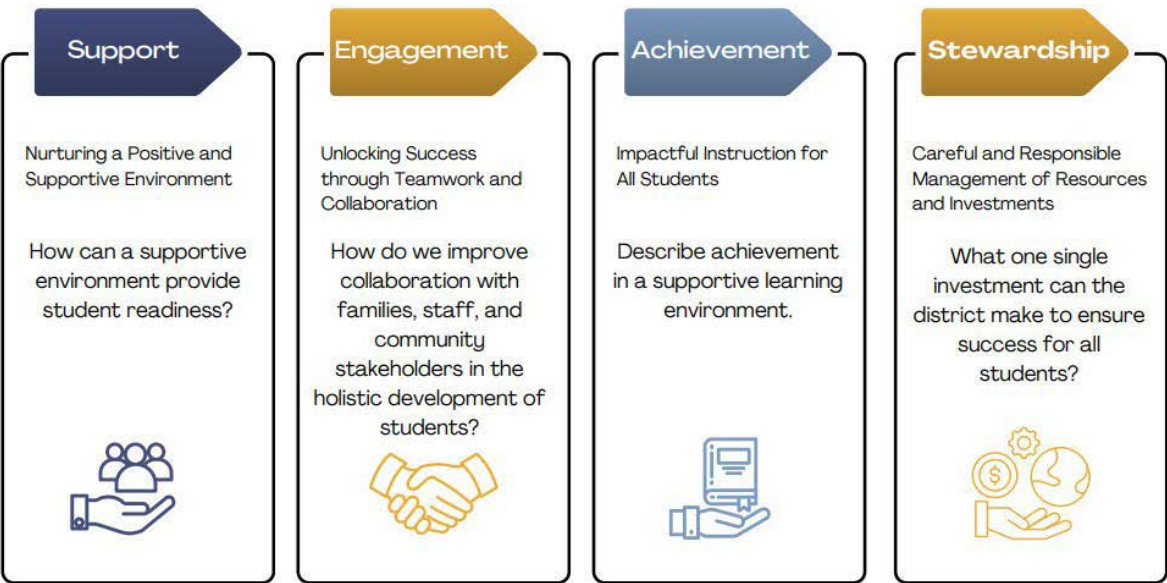 Support
Nurturing a Positive and
Supportive Environment
How can a supportive
environment provide
student readiness?
Engagement
Unlocking Success
through Teamwork and
Collaboration
How do we improve
collaboration with
families, staff, and
community
stakeholders in the
holistic development of
students?
Achievement
Impactful Instruction for
All Students
Describe achievement
in a supportive learning
environment.
Stewardship
Careful and Responsible
Management of Resources
and Investments
What one single
investment can the
district make to ensure
success for all
students?
$